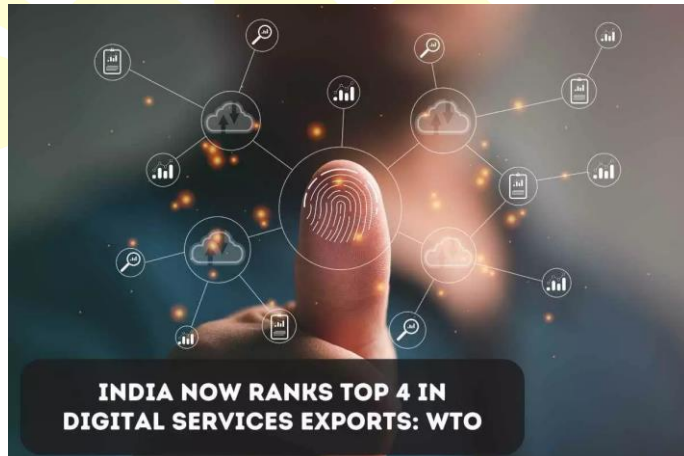 INDIA NOW RANKS TOP 4 IN
DIGITAL SERVICES EXPORTS: WTO